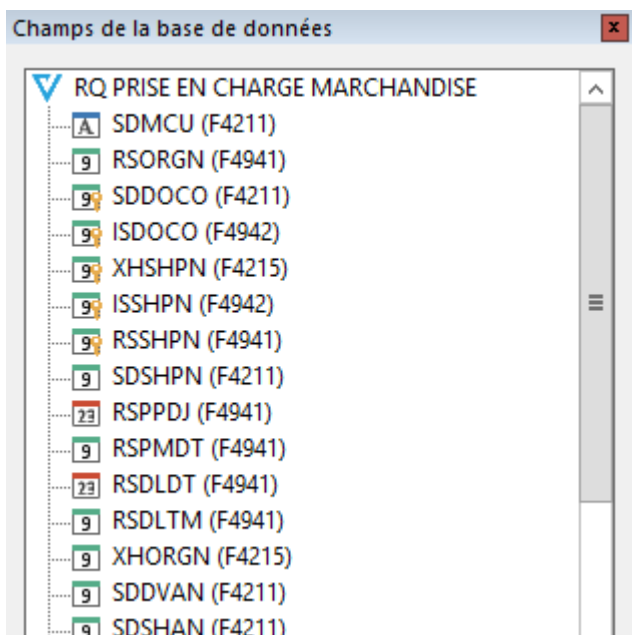 Champs de la base de données
RQ PRISE EN CHARGE MARCHANDISE
SDMCU (F4211)
RSORGN (F4941)
SDDOCO (F4211)
ISDOCO (F4942)
XHSHPN (F4215)
ISSHPN (F4942)
RSSHPN (F4941)
SDSHPN (F4211)
RSPPDJ (F4941)
RSPMDT (F4941)
RSDLDT (F4941)
RSDLTM (F4941)
XHORGN (F4215)
SDDVAN (F4211)
SDSHAN (F4211)